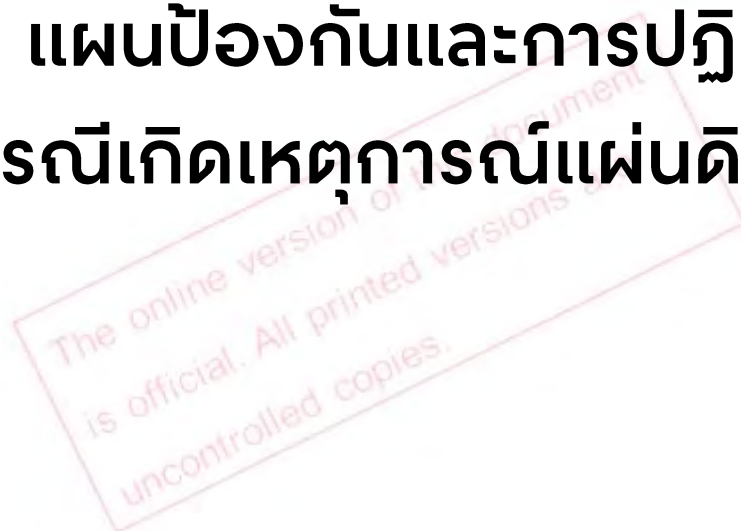 แผนป้องกันและการปฏิ
รณีเกิดเหตุการณ์แผ่นดิ
The online version of this document
is official. All printed versions a
uncontrolled copies.